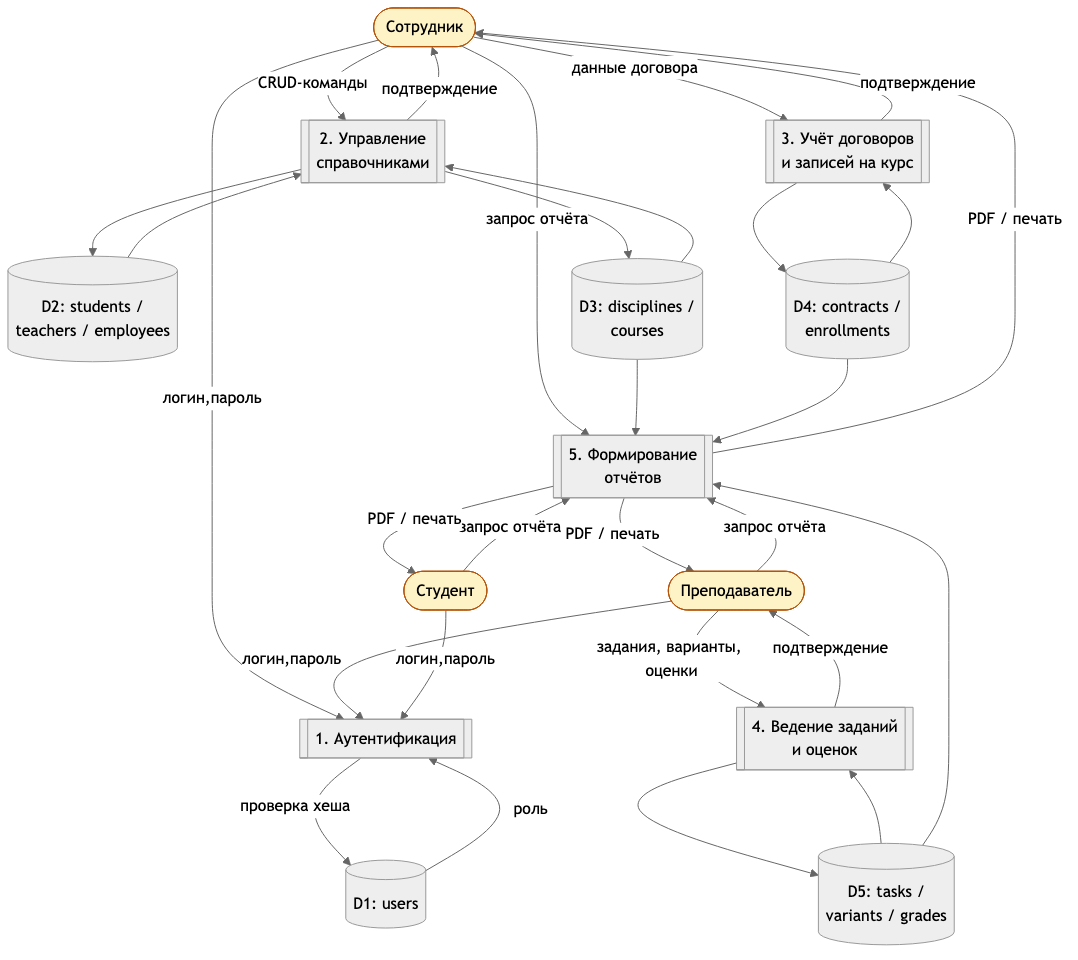 Сотрудник
данные договора
CRUD-команды
подтверждение
подтверждение
2. Управление
справочниками
3. Учёт договоров
и записей на курс
запрос отчёта
PDF / печать
D2: students /
teachers / employees
D3: disciplines /
courses
D4: contracts /
enrollments
логин,пароль
5. Формирование
отчётов
PDF / печать
запрос отчёта
PDF / печать
запрос отчёта
Студент
Преподаватель
логин,пароль
логин,пароль
задания, варианты,
оценки
подтверждение
1. Аутентификация
4. Ведение заданий
и оценок
проверка хеша
роль
D1: users
D5: tasks /
variants / grades